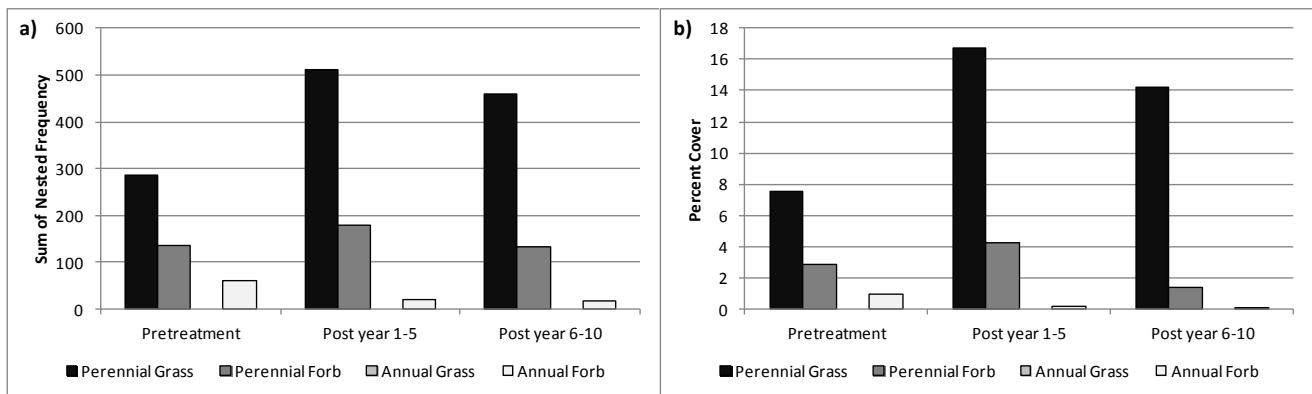 a)
Sum of Nested Frequency
600
500
400
300
200
100
0
Pretreatment Post year 1-5 Post year 6-10
Perennial Grass Perennial Forb Annual Grass Annual Forb
b)
Percent Cover
18
16
14
12
10
8
6
4
2
0
Pretreatment Post year 1-5 Post year 6-10
Perennial Grass Perennial Forb Annual Grass Annual Forb